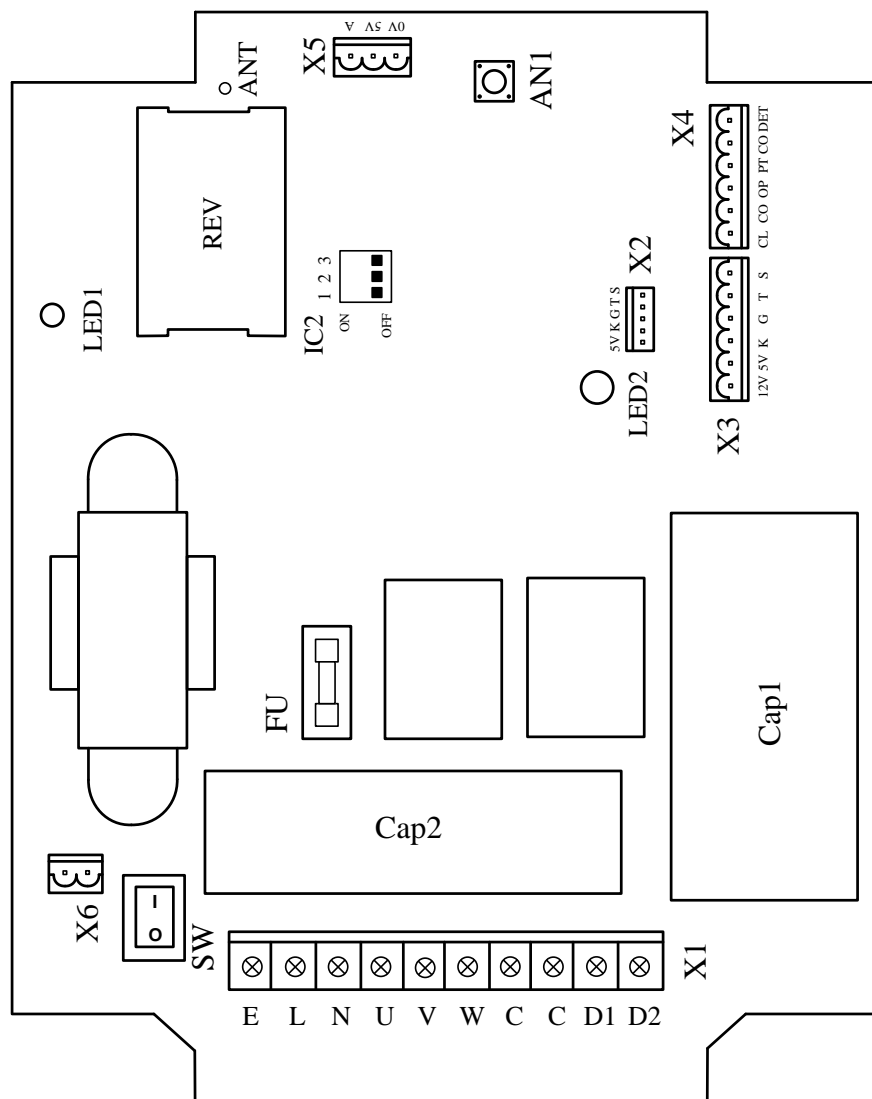 0V 5V A
X5
ANT
AN1
X4
CL CO OP PT CO DET
REV
LED1
IC2
1 2 3
ON
OFF
X2
5V K G T S
LED2
X3
12V 5V K G T S
FU
Cap1
Cap2
X6
I
O
SW
X1
E L N U V W C C D1 D2